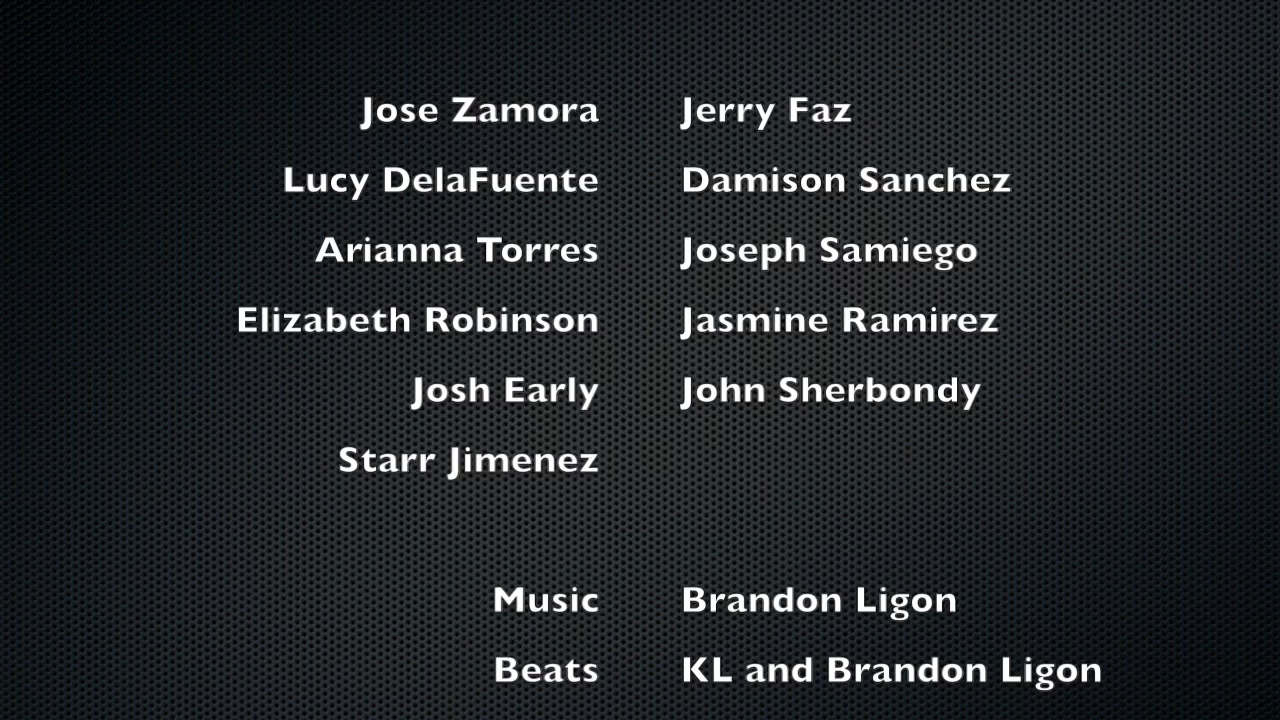 Jose Zamora Jerry Faz
Lucy DelaFuente Damison Sanchez
Arianna Torres Joseph Samiego
Elizabeth Robinson Jasmine Ramirez
Josh Early John Sherbondy
Starr Jimenez
Music Brandon Ligon
Beats KL and Brandon Ligon